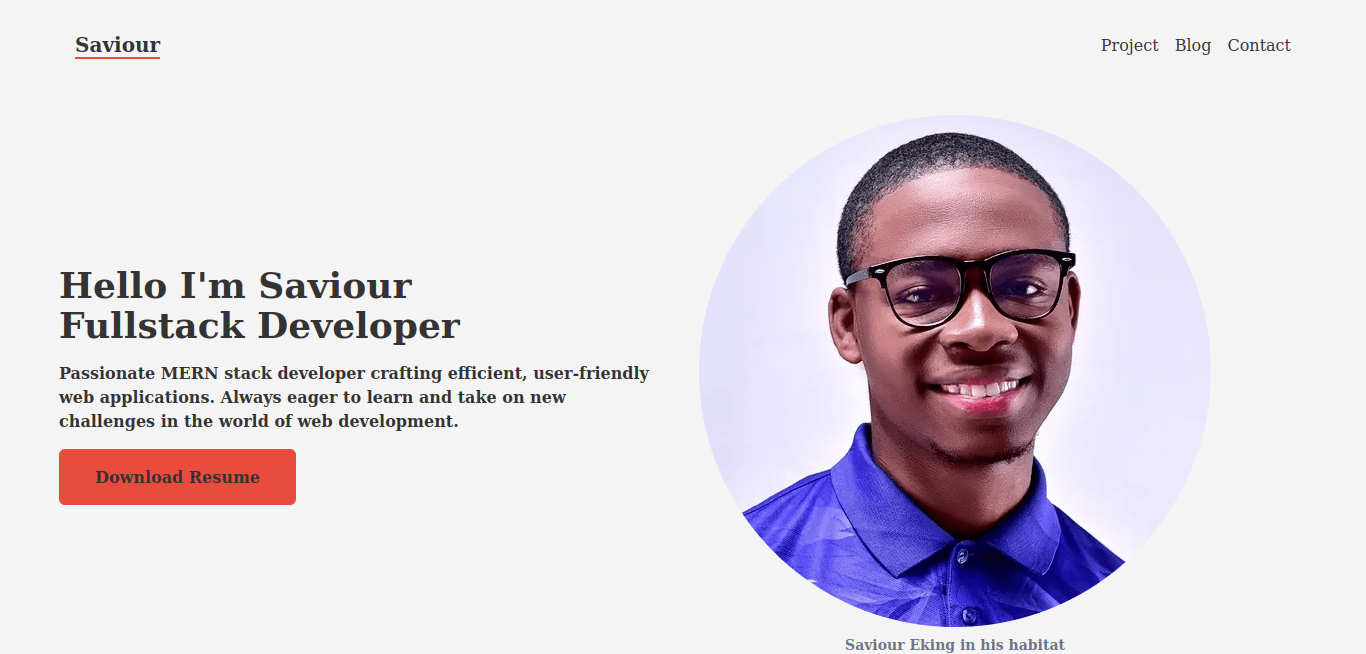 Saviour
Project Blog Contact
Hello I'm Saviour
Fullstack Developer
Passionate MERN stack developer crafting efficient, user-friendly
web applications. Always eager to learn and take on new
challenges in the world of web development.
Download Resume
Saviour Eking in his habitat